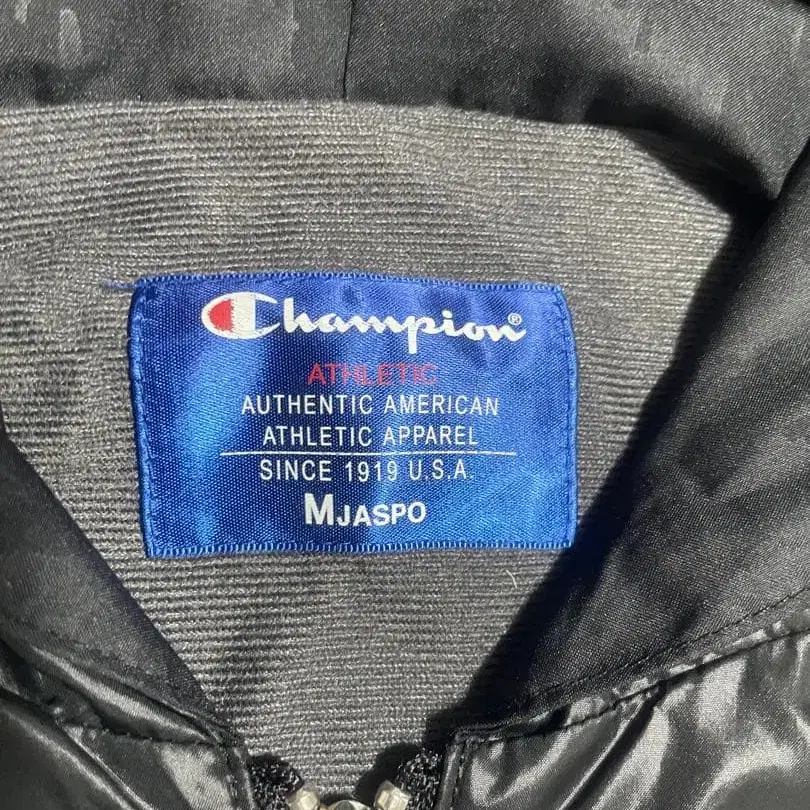 Champion®
ATHLETIC
AUTHENTIC AMERICAN
ATHLETIC APPAREL
SINCE 1919 U.S.A.
MJASPO